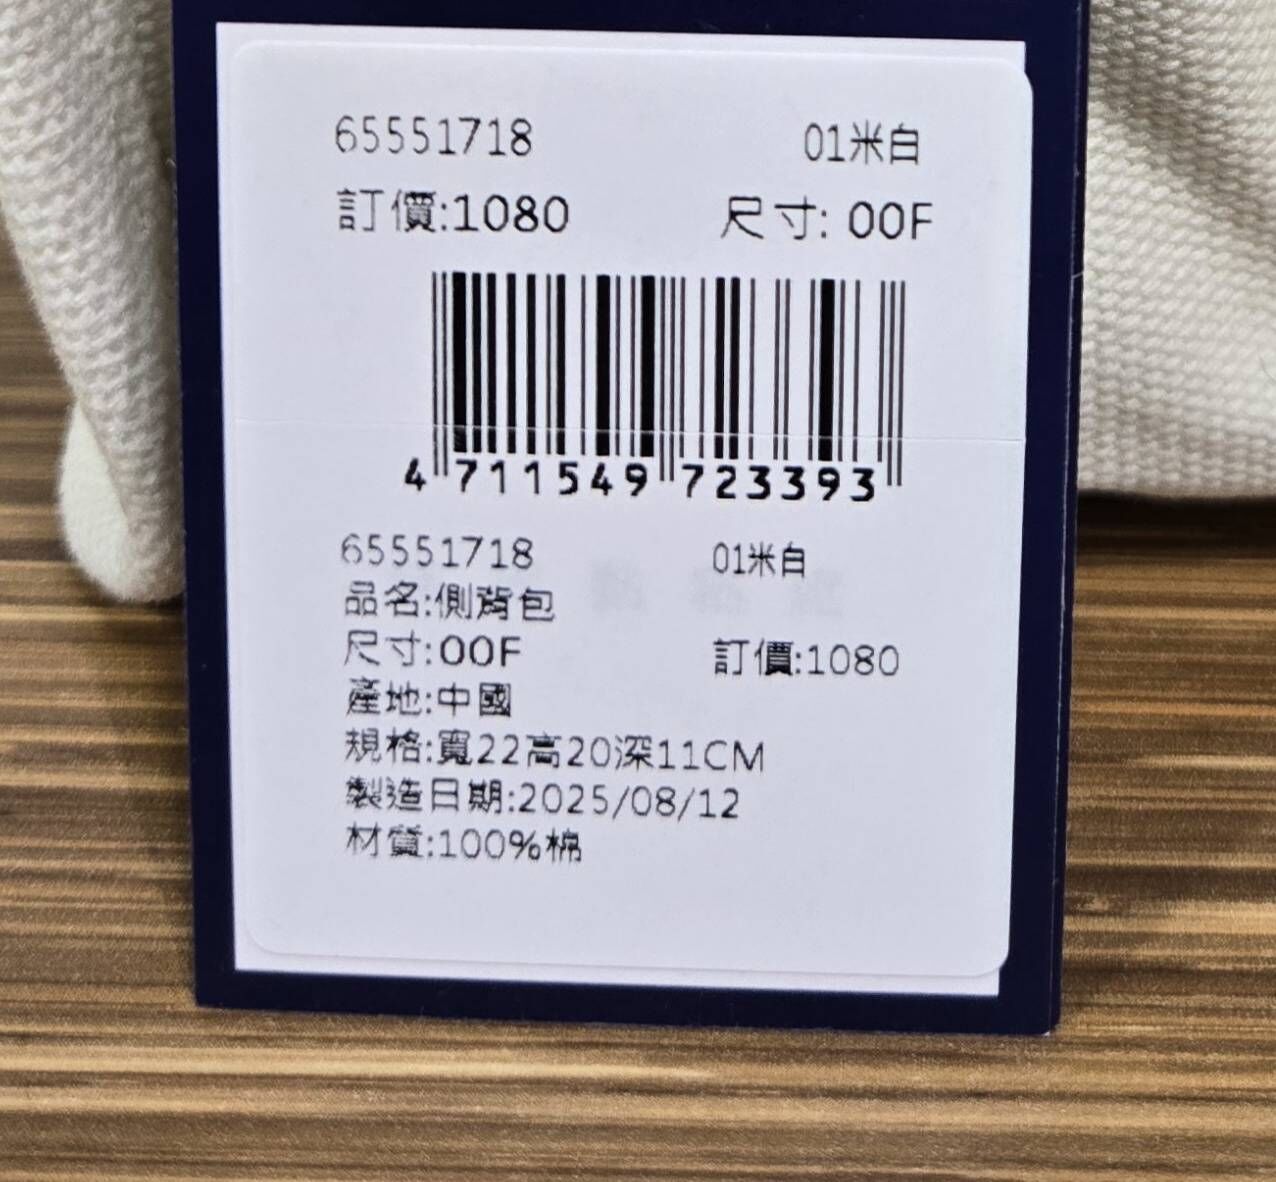 65551718 01米白
訂價:1080 尺寸: 00F
4 711549 723393
65551718 01米白
品名:側背包
尺寸:00F 訂價:1080
產地:中國
規格:寬22高20深11CM
製造日期:2025/08/12
材質:100%棉